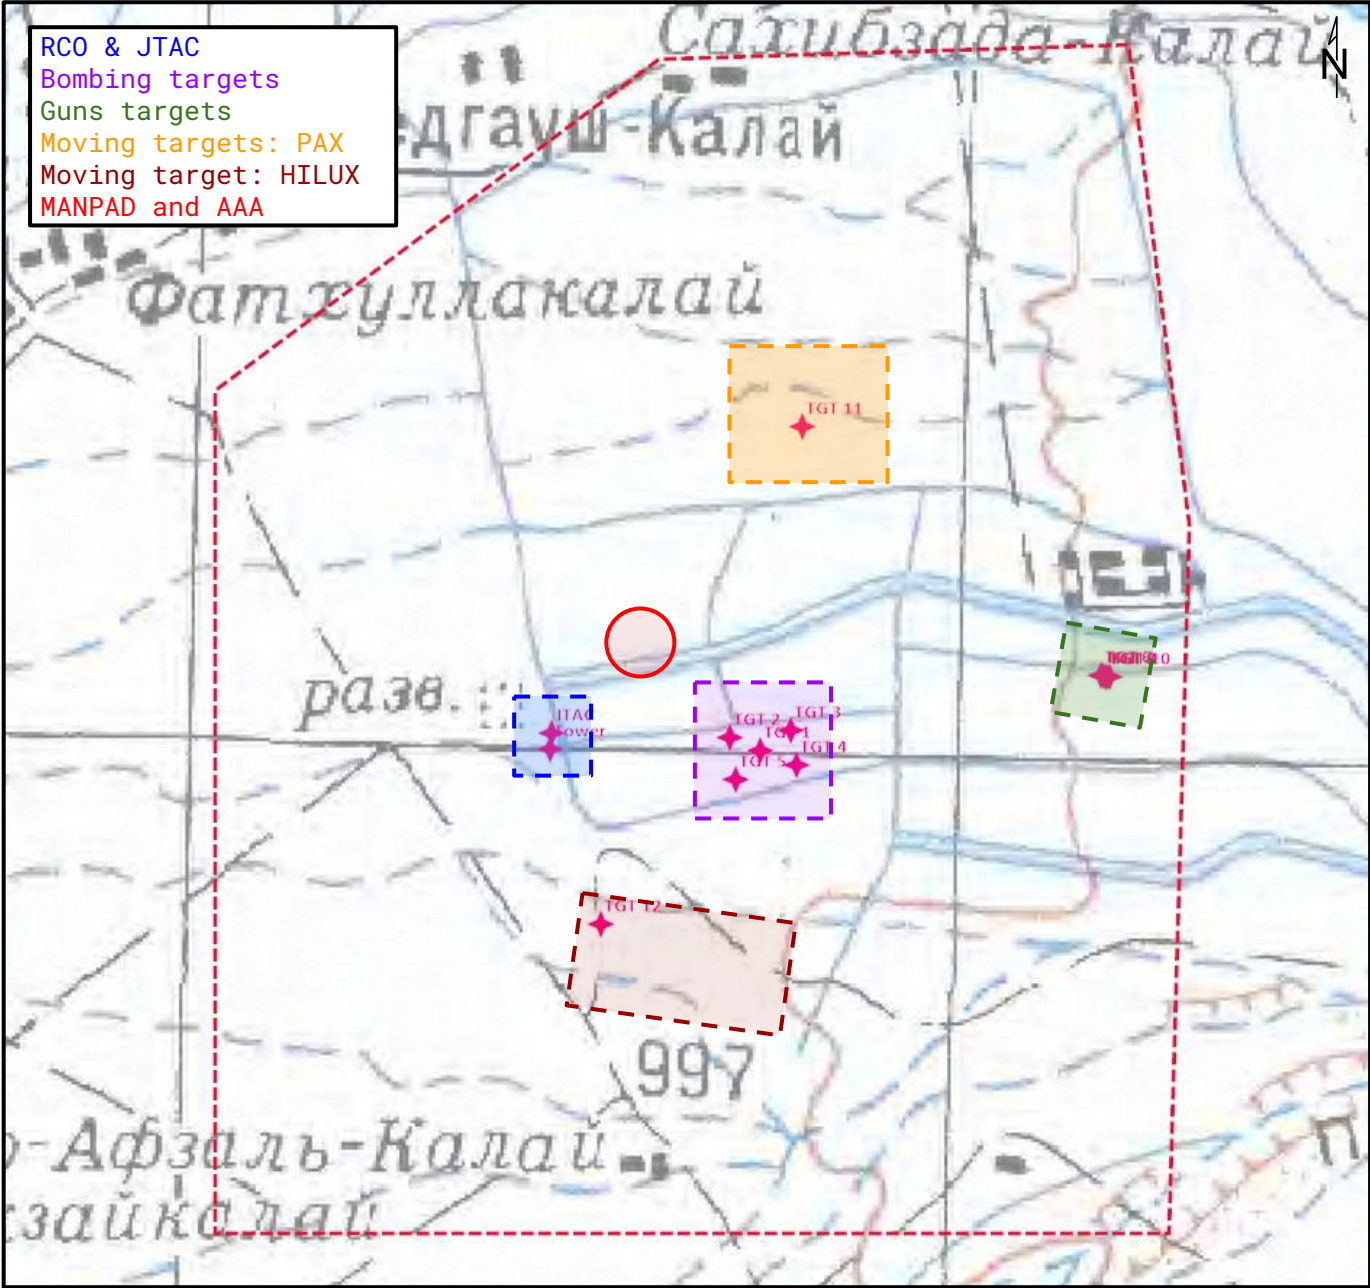 RCO & JTAC
Bombing targets
Guns targets
Moving targets: PAX
Moving target: HILUX
MANPAD and AAA
Сахибзада-Калай
N
дгауш-Калай
Фатхуллакалай
TGT 11
10
разв.
JTAC
Tower
TGT 2
TGT 3
TGT 1
TGT 4
TGT 5
TGT 12
997
-Афзаль-Калай
зайкалай
П